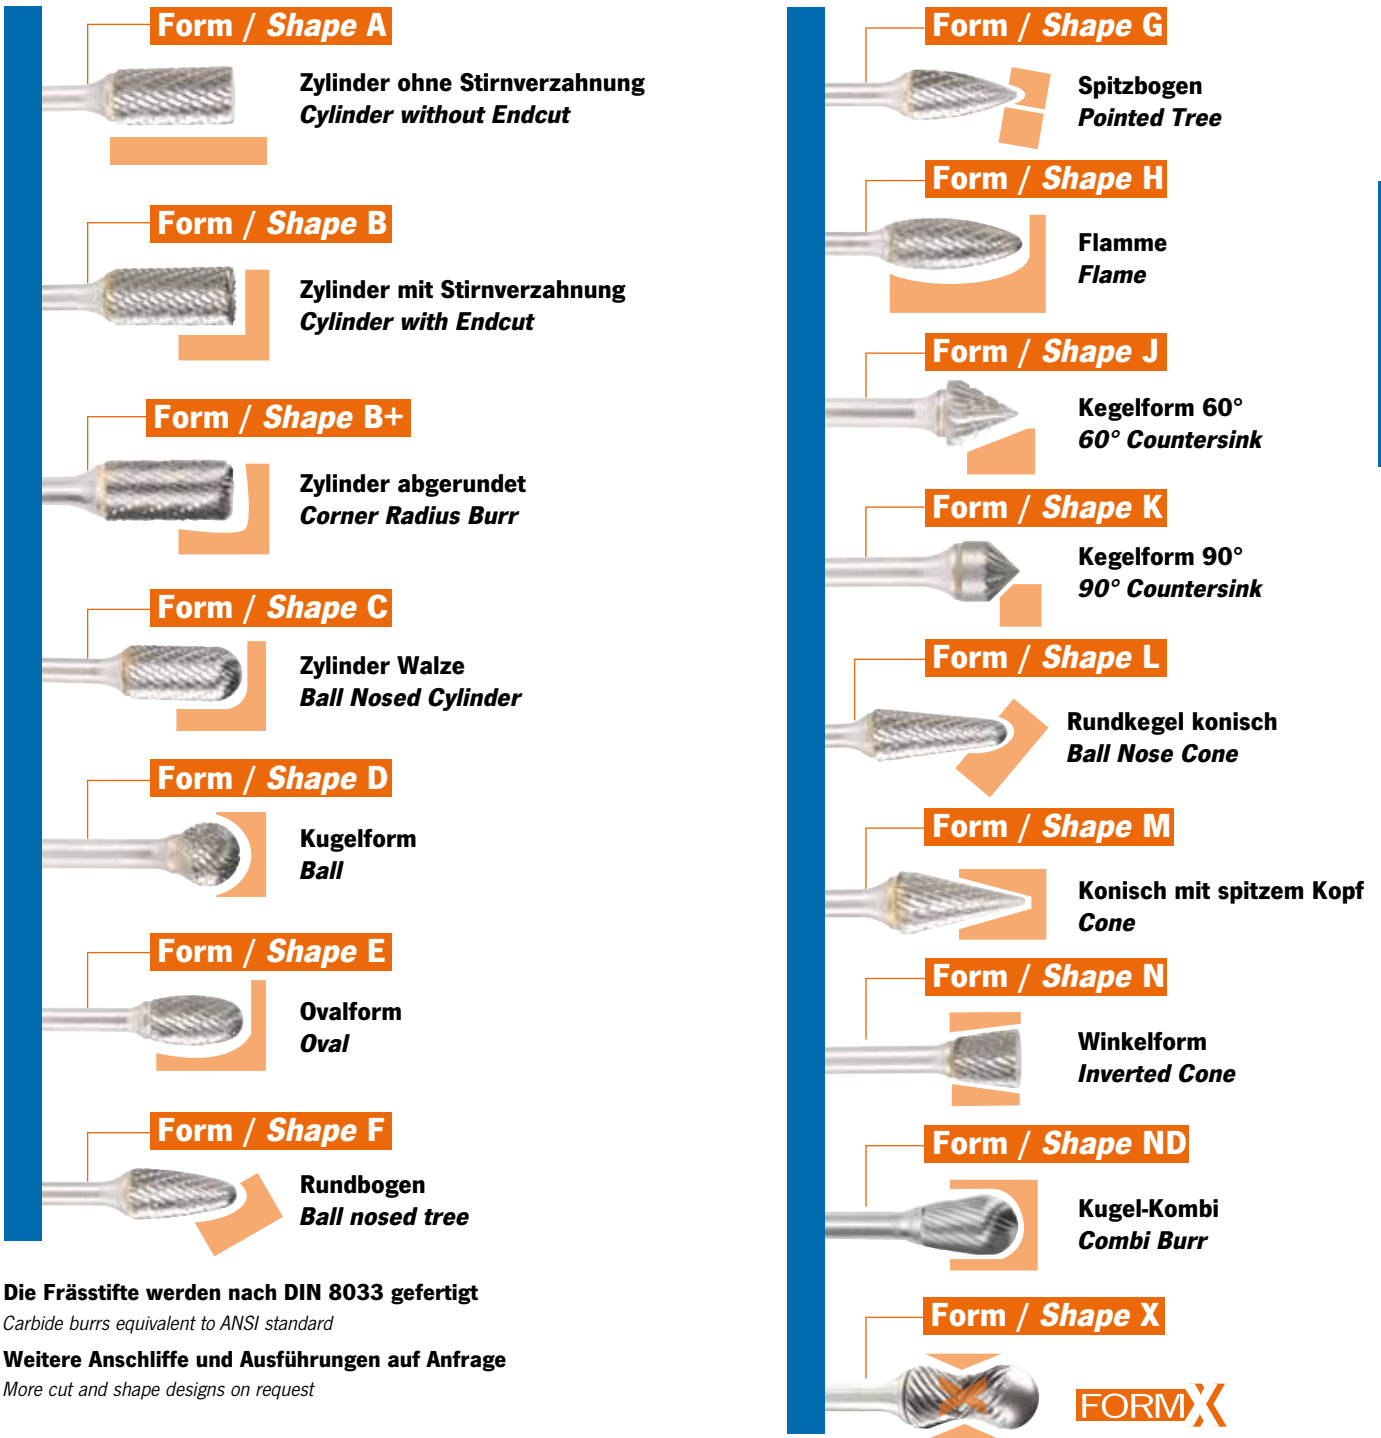 Form / Shape A
Zylinder ohne Stirnverzahnung
Cylinder without Endcut
Form / Shape B
Zylinder mit Stirnverzahnung
Cylinder with Endcut
Form / Shape B+
Zylinder abgerundet
Corner Radius Burr
Form / Shape C
Zylinder Walze
Ball Nosed Cylinder
Form / Shape D
Kugelform
Ball
Form / Shape E
Ovalform
Oval
Form / Shape F
Rundbogen
Ball nosed tree
Die Frässtifte werden nach DIN 8033 gefertigt
Carbide burrs equivalent to ANSI standard
Weitere Anschliffe und Ausführungen auf Anfrage
More cut and shape designs on request
Form / Shape G
Spitzbogen
Pointed Tree
Form / Shape H
Flamme
Flame
Form / Shape J
Kegelform 60°
60° Countersink
Form / Shape K
Kegelform 90°
90° Countersink
Form / Shape L
Rundkegel konisch
Ball Nose Cone
Form / Shape M
Konisch mit spitzem Kopf
Cone
Form / Shape N
Winkelform
Inverted Cone
Form / Shape ND
Kugel-Kombi
Combi Burr
Form / Shape X
FORMX